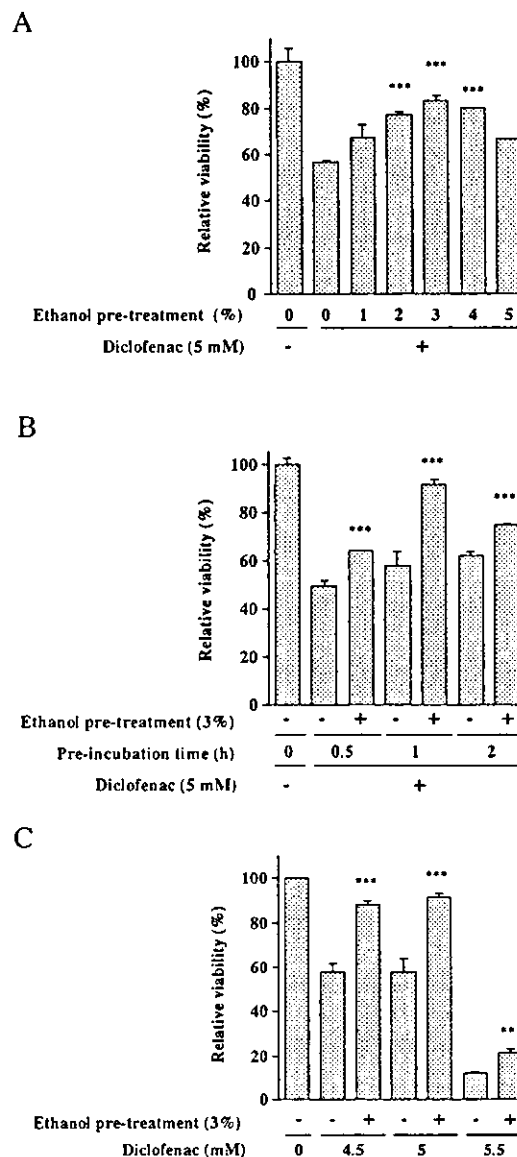 A
Relative viability (%)
100
80
60
40
20
0
*** *** ***
Ethanol pre-treatment (%) 0 0 1 2 3 4 5
Diclofenac (5 mM) - +
B
Relative viability (%)
100
80
60
40
20
0
*** *** ***
Ethanol pre-treatment (3%) - - + - + - +
Pre-incubation time (h) 0 0.5 1 2
Diclofenac (5 mM) - +
C
Relative viability (%)
100
80
60
40
20
0
*** *** **
Ethanol pre-treatment (3%) - - + - + - +
Diclofenac (mM) 0 4.5 5 5.5